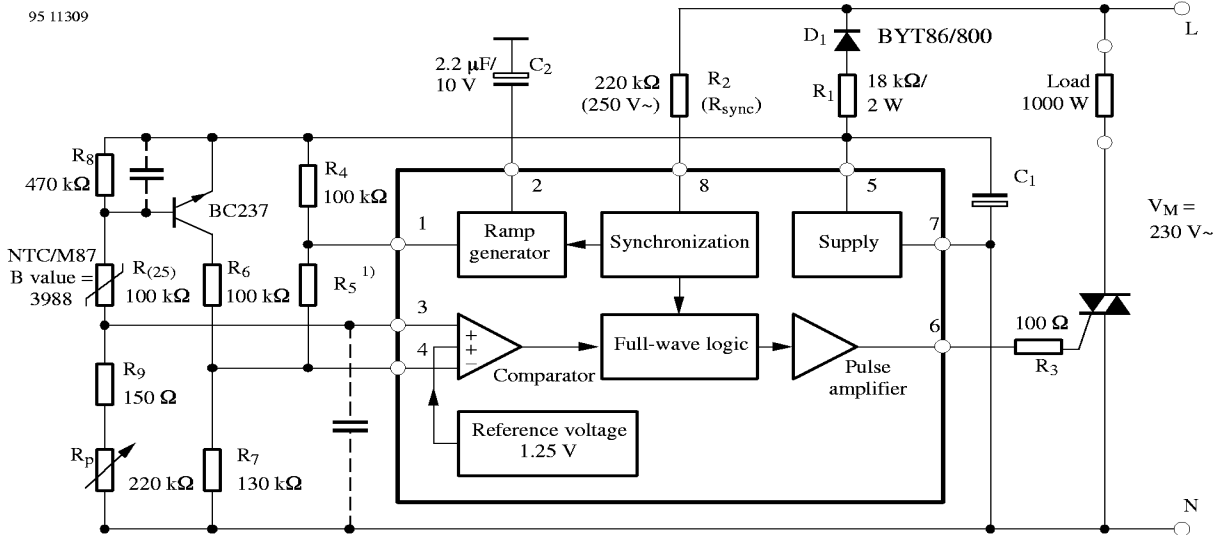 95 11309
L
D1
BYT86/800
2.2 µF/
10 V
C2
220 kΩ
(250 V~)
R2
(Rsync)
R1
18 kΩ/
2 W
Load
1000 W
R8
470 kΩ
BC237
R4
100 kΩ
2
8
5
C1
VM =
230 V~
1
Ramp
generator
Synchronization
Supply
7
NTC/M87
B value =
3988
R(25)
100 kΩ
R6
100 kΩ
R5 1)
3
4
+
+
−
Comparator
Full-wave logic
Pulse
amplifier
6
100 Ω
R3
R9
150 Ω
Reference voltage
1.25 V
Rp
220 kΩ
R7
130 kΩ
N